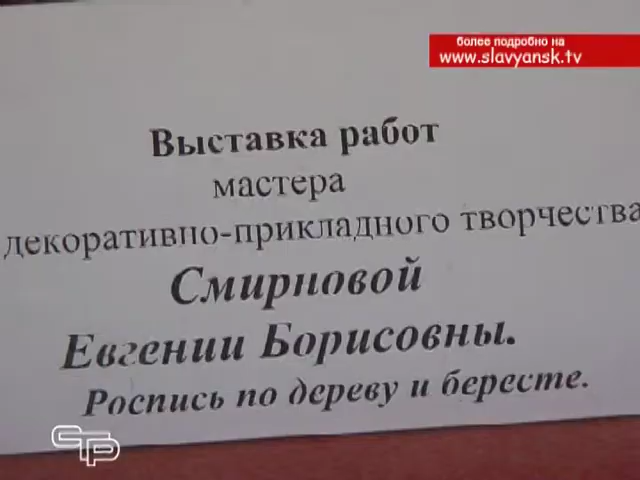 более подробно на
www.slavyansk.tv
Выставка работ
мастера
декоративно-прикладного творчества
Смирновой
Евгении Борисовны.
Роспись по дереву и бересте.
СТР